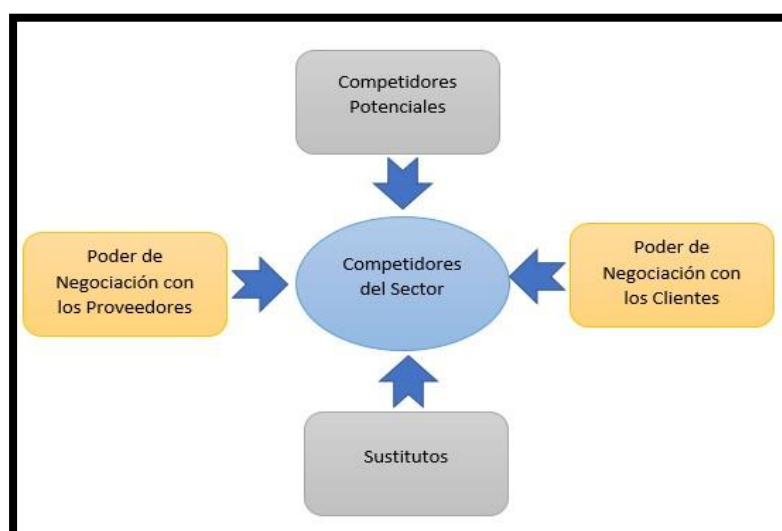 Competidores
Potenciales
Poder de
Negociación con
los Proveedores
Competidores
del Sector
Poder de
Negociación con
los Clientes
Sustitutos